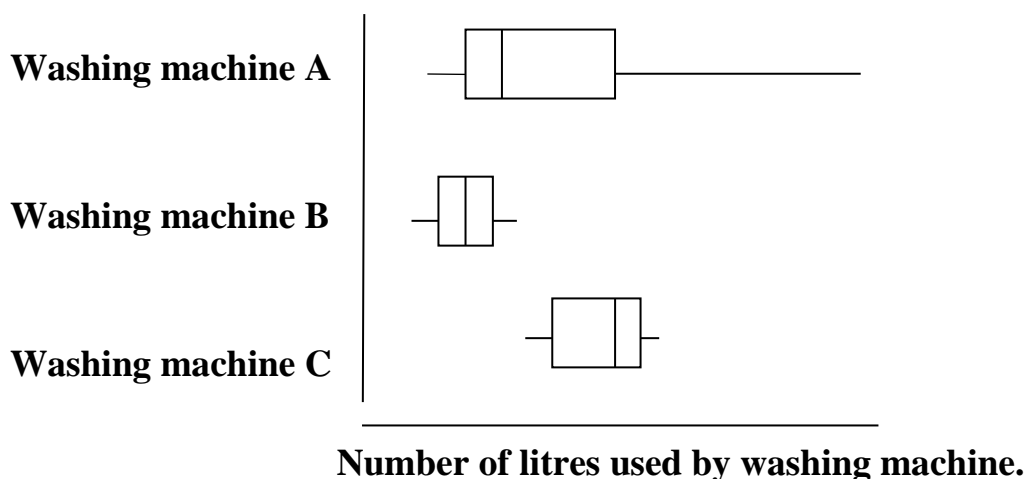 Washing machine A
Washing machine B
Washing machine C
Number of litres used by washing machine.